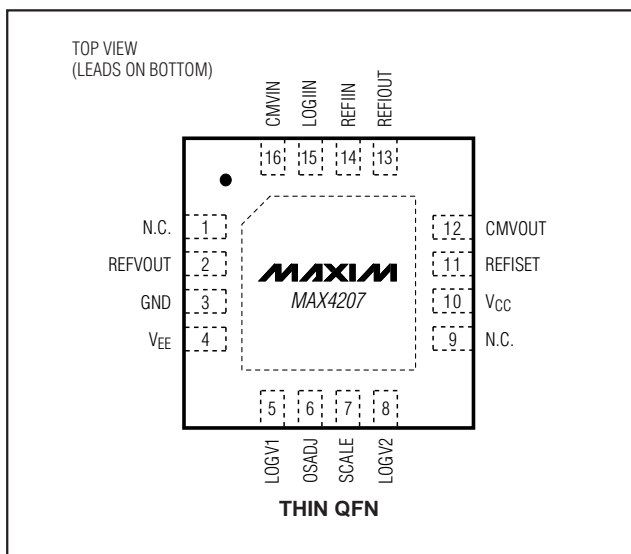 TOP VIEW
(LEADS ON BOTTOM)
CMVIN
LOGIIN
REFIIN
REFIOUT
16 15 14 13
N.C. 1
REFVOUT 2
GND 3
VEE 4
12 CMVOUT
11 REFISET
10 VCC
9 N.C.
MAXIM
MAX4207
5 6 7 8
LOGV1
OSADJ
SCALE
LOGV2
THIN QFN